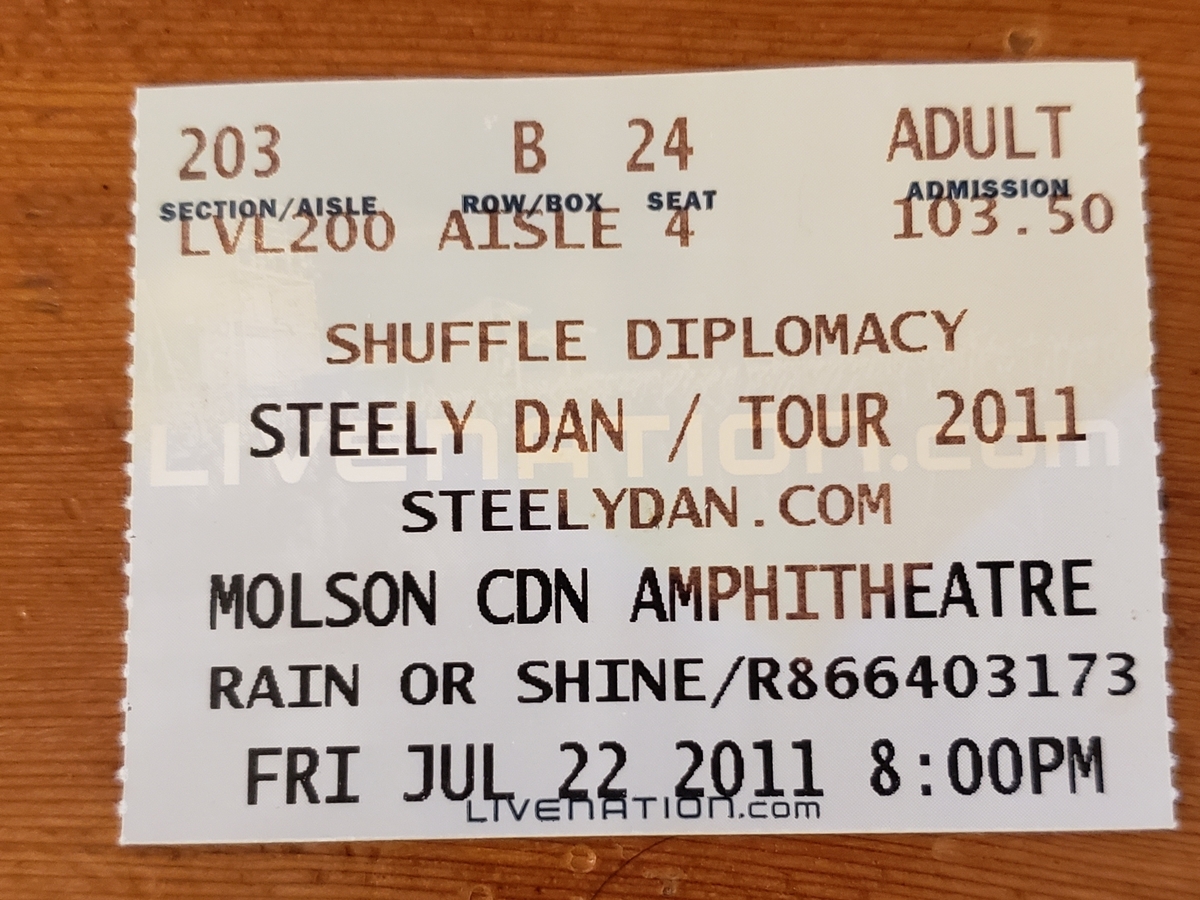 203 B 24 ADULT
SECTION/AISLE ROW/BOX SEAT ADMISSION
LVL200 AISLE 4 103.50
SHUFFLE DIPLOMACY
STEELY DAN / TOUR 2011
LIVENATION.com
STEELYDAN.COM
MOLSON CDN AMPHITHEATRE
RAIN OR SHINE/R866403173
FRI JUL 22 2011 8:00PM
LIVENATION.com